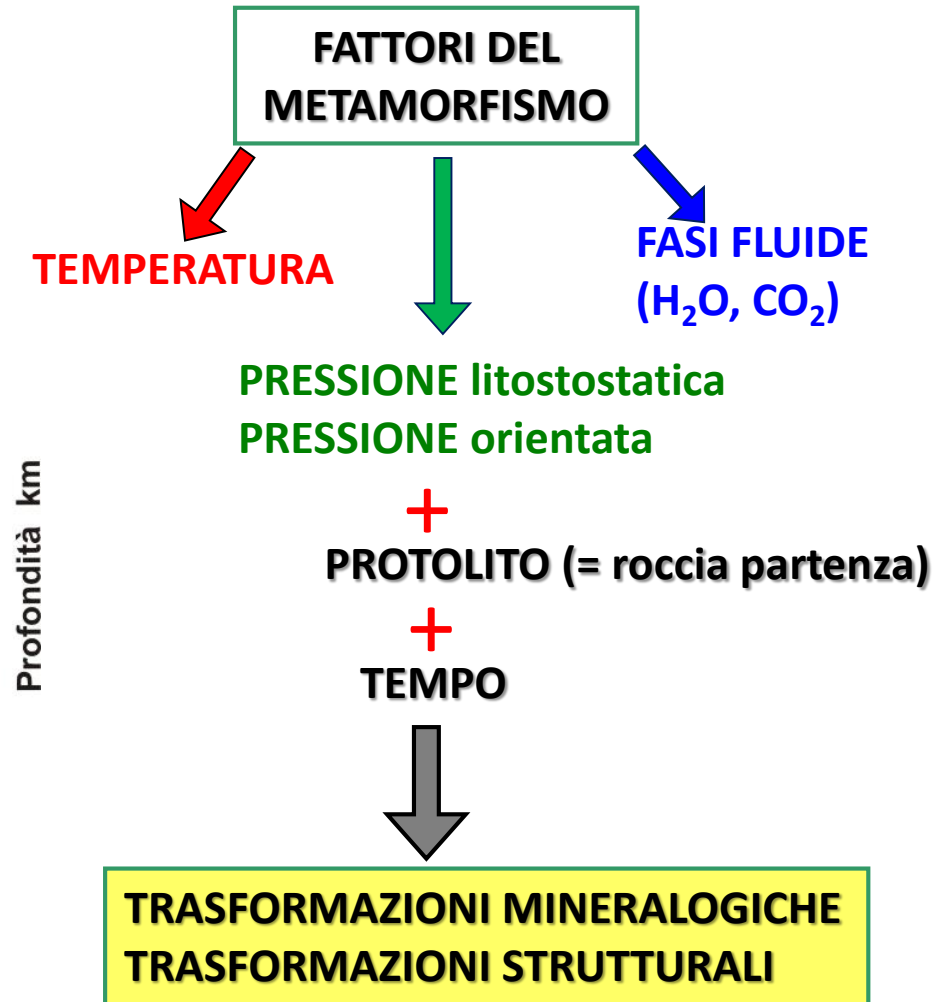 FATTORI DEL
METAMORFISMO
TEMPERATURA
FASI FLUIDE
(H₂O, CO₂)
PRESSIONE litostostatica
PRESSIONE orientata
+
PROTOLITO (= roccia partenza)
+
TEMPO
Profondità km
TRASFORMAZIONI MINERALOGICHE
TRASFORMAZIONI STRUTTURALI